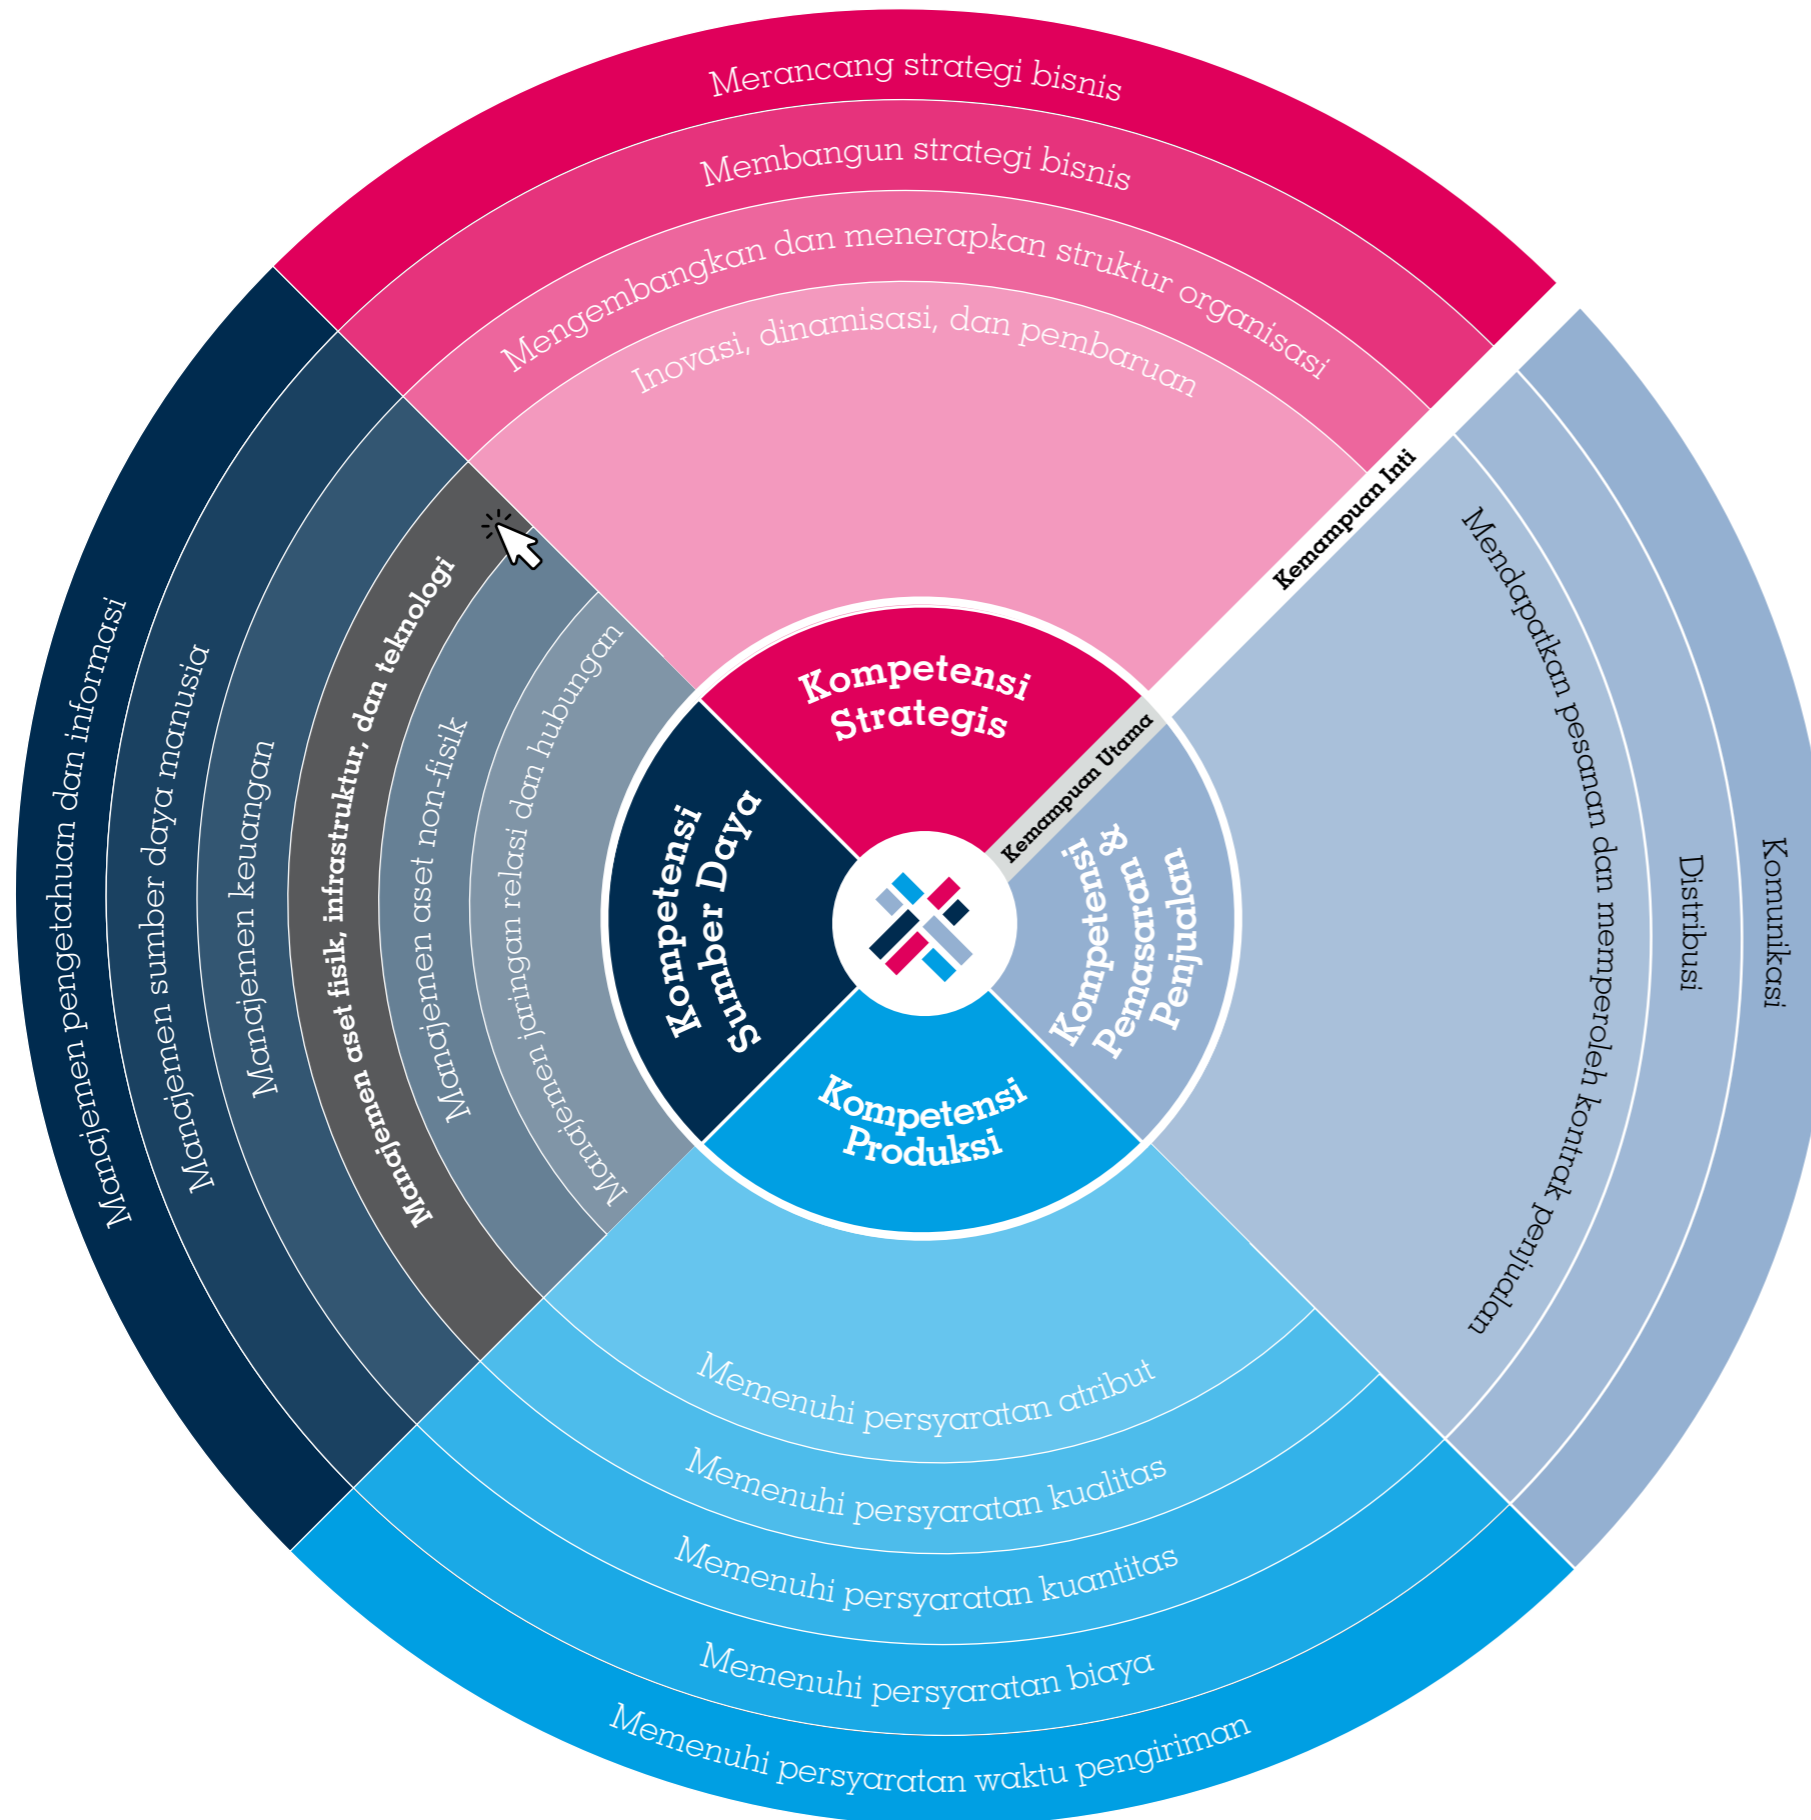 Merancang strategi bisnis
Membangun strategi bisnis
Mengembangkan dan menerapkan struktur organisasi
Inovasi, dinamisasi, dan pembaruan
Kompetensi
Strategis
Kemampuan Inti
Kemampuan Utama
Manajemen pengetahuan dan informasi
Manajemen sumber daya manusia
Manajemen keuangan
Manajemen aset fisik, infrastruktur, dan teknologi
Manajemen aset non-fisik
Manajemen jaringan relasi dan hubungan
Kompetensi
Sumber Daya
Kompetensi
Pemasaran &
Penjualan
Mendapatkan pesanan dan memperoleh kontrak penjualan
Distribusi
Komunikasi
Kompetensi
Produksi
Memenuhi persyaratan atribut
Memenuhi persyaratan kualitas
Memenuhi persyaratan kuantitas
Memenuhi persyaratan biaya
Memenuhi persyaratan waktu pengiriman